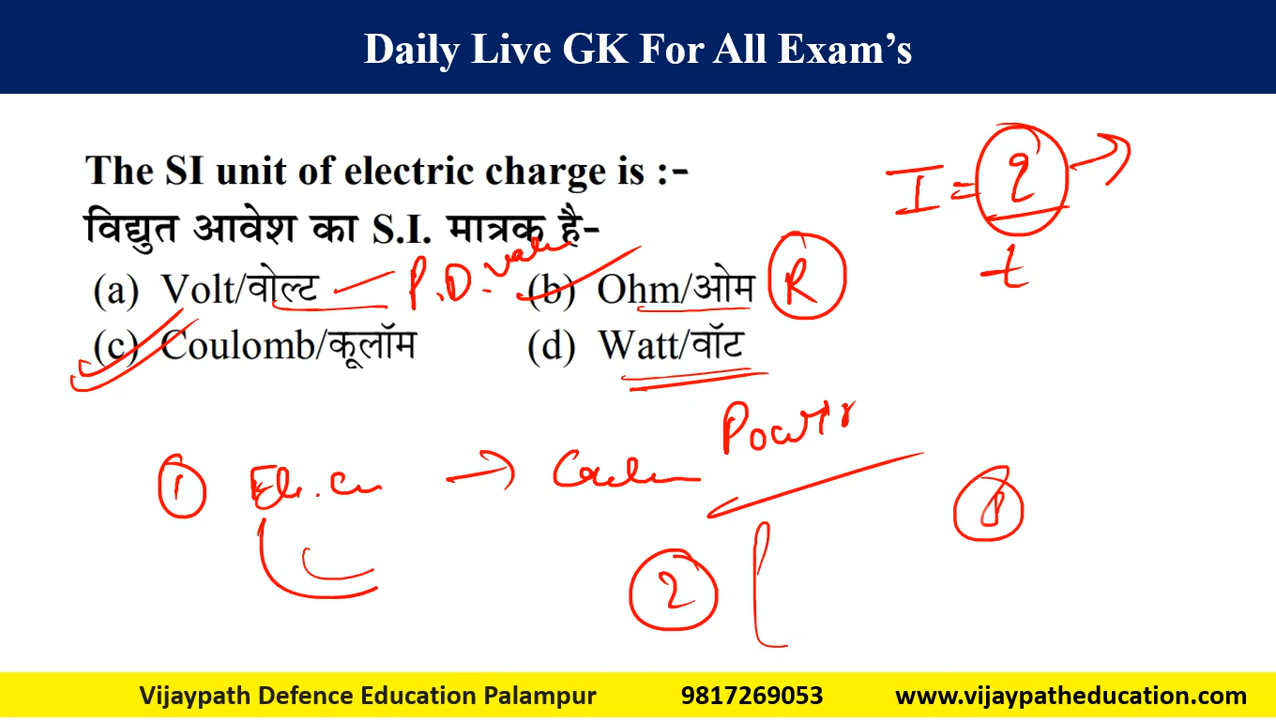 Daily Live GK For All Exam's
The SI unit of electric charge is :-
I = q
t
विद्युत आवेश का S.I. मात्रक है-
(a) Volt/वोल्ट P.D. (b) Ohm/ओम R
(c) Coulomb/कूलॉम (d) Watt/वॉट
Power
1
2
Vijaypath Defence Education Palampur 9817269053 www.vijaypatheducation.com